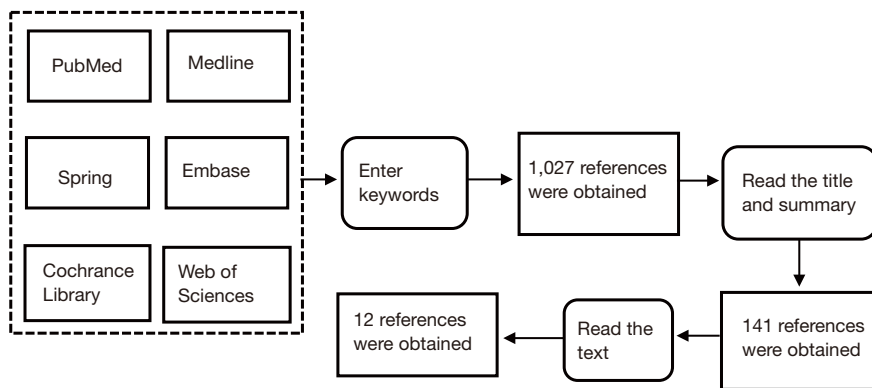 PubMed
Medline
Spring
Embase
Cochrance
Library
Web of
Sciences
Enter
keywords
1,027 references
were obtained
Read the title
and summary
141 references
were obtained
Read the
text
12 references
were obtained